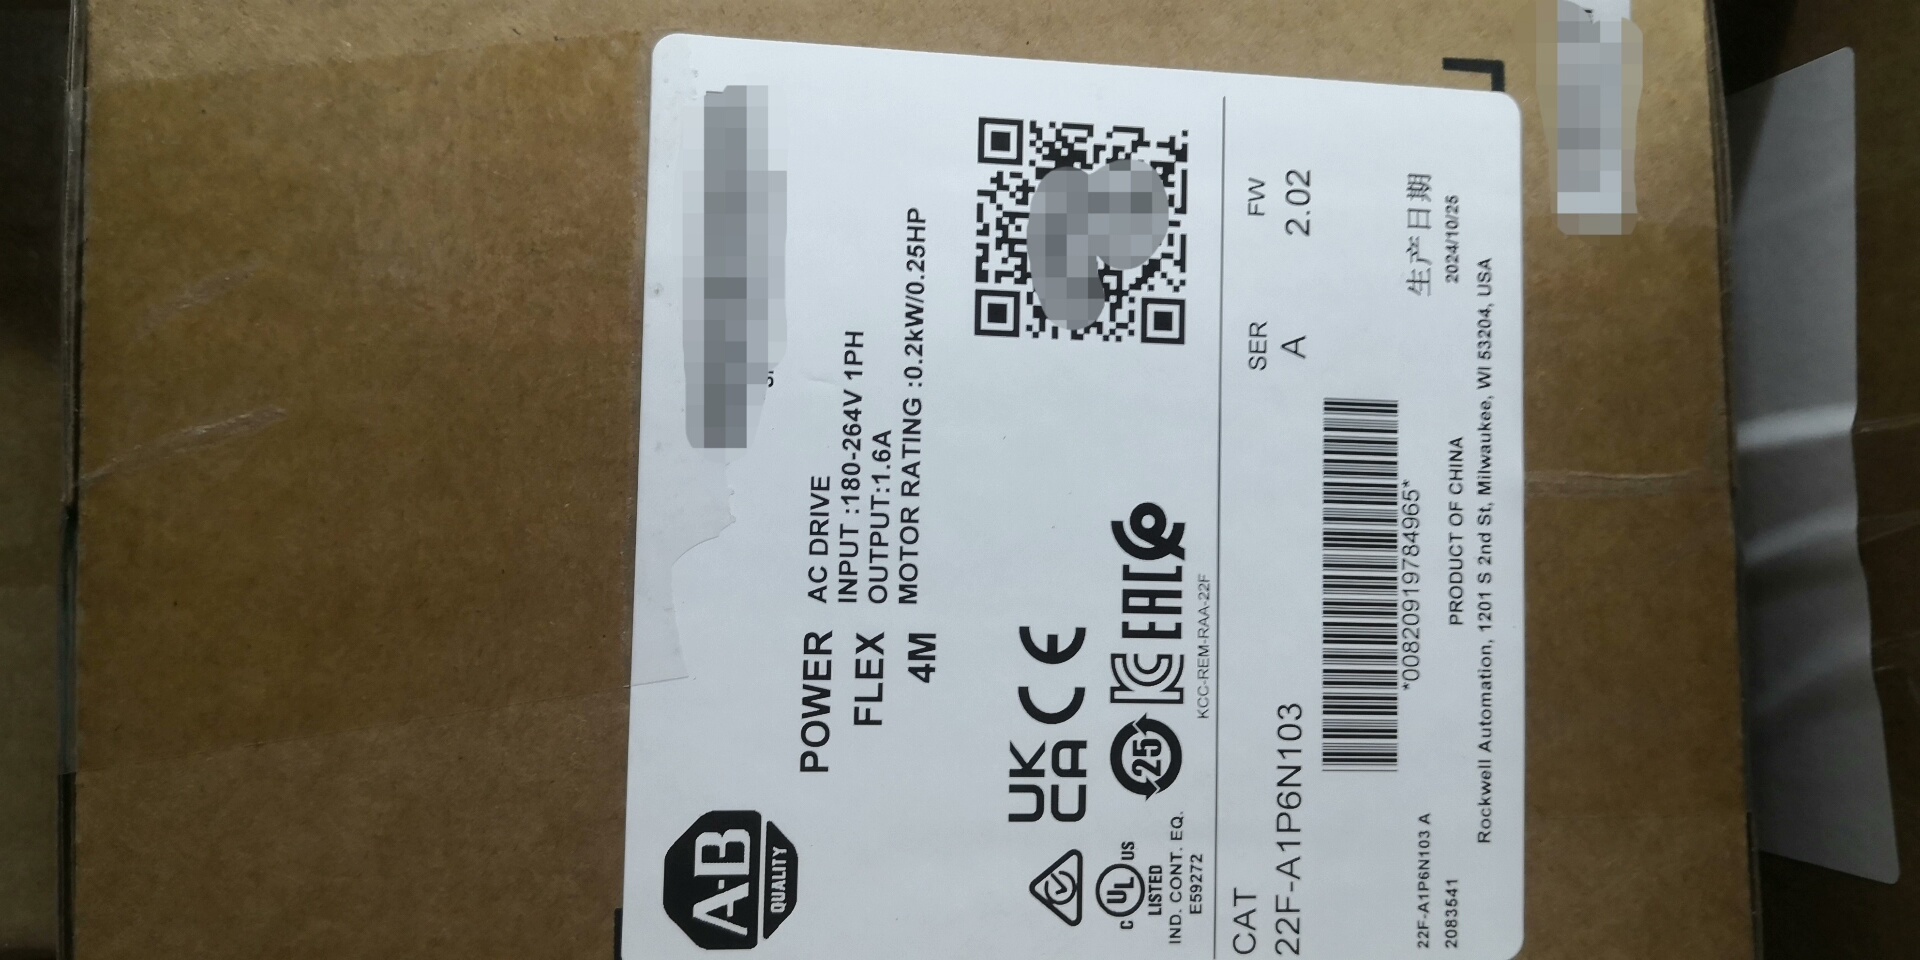 A-B
QUALITY
POWER
FLEX
4M
AC DRIVE
INPUT :180-264V 1PH
OUTPUT:1.6A
MOTOR RATING :0.2kW/0.25HP
UK
CA
CE
C UL US
LISTED
IND. CONT. EQ.
E59272
25
KC
EAC
KCC-REM-RAA-22F
CAT
22F-A1P6N103
SER
A
FW
2.02
*00820919784965*
22F-A1P6N103 A
2083541
PRODUCT OF CHINA
生产日期
2024/10/25
Rockwell Automation, 1201 S 2nd St, Milwaukee, WI 53204, USA